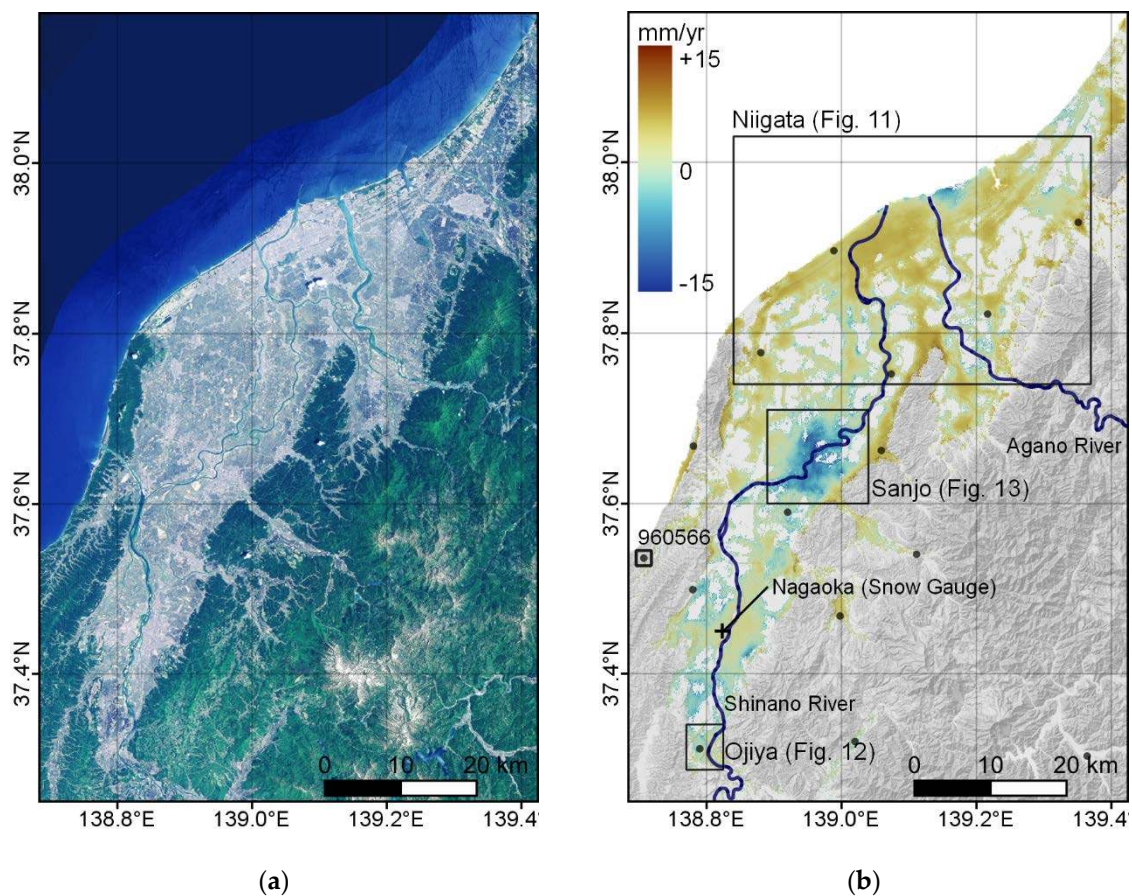 38.0°N
37.8°N
37.6°N
37.4°N
0 10 20 km
138.8°E 139.0°E 139.2°E 139.4°
(a)
mm/yr
+15
0
-15
Niigata (Fig. 11)
38.0°N
37.8°N
Agano River
Sanjo (Fig. 13)
37.6°N
960566
Nagaoka (Snow Gauge)
37.4°N
Shinano River
Ojiya (Fig. 12)
0 10 20 km
138.8°E 139.0°E 139.2°E 139.4°
(b)